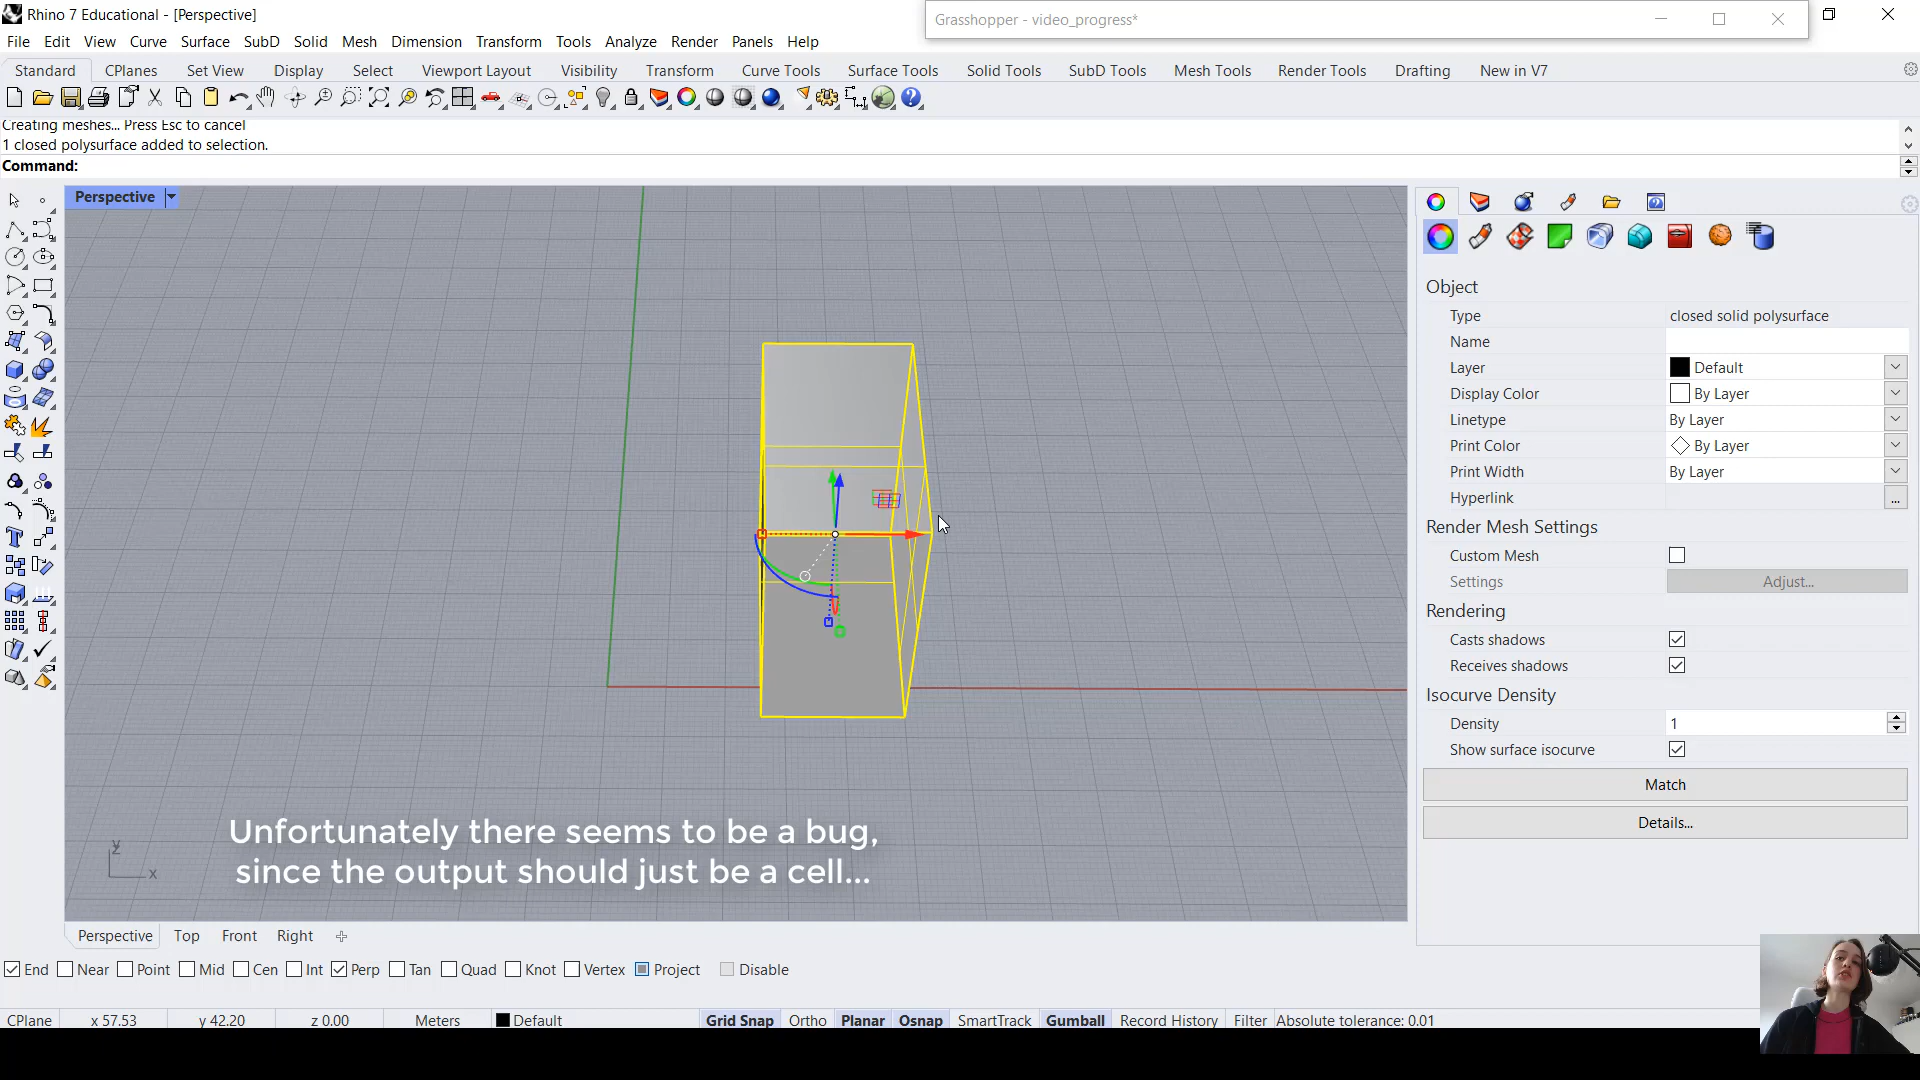 Rhino 7 Educational - [Perspective]
Grasshopper - video_progress*
File Edit View Curve Surface SubD Solid Mesh Dimension Transform Tools Analyze Render Panels Help
Standard CPlanes Set View Display Select Viewport Layout Visibility Transform Curve Tools Surface Tools Solid Tools SubD Tools Mesh Tools Render Tools Drafting New in V7
Creating meshes... Press Esc to cancel
1 closed polysurface added to selection.
Command:
Perspective
Object
Type closed solid polysurface
Name
Layer Default
Display Color By Layer
Linetype By Layer
Print Color By Layer
Print Width By Layer
Hyperlink ...
Render Mesh Settings
Custom Mesh
Settings Adjust...
Rendering
Casts shadows
Receives shadows
Isocurve Density
Density 1
Show surface isocurve
Match
Details...
Unfortunately there seems to be a bug,
since the output should just be a cell...
y
z
x
Perspective Top Front Right
End Near Point Mid Cen Int Perp Tan Quad Knot Vertex Project Disable
CPlane x 57.53 y 42.20 z 0.00 Meters Default Grid Snap Ortho Planar Osnap SmartTrack Gumball Record History Filter Absolute tolerance: 0.01